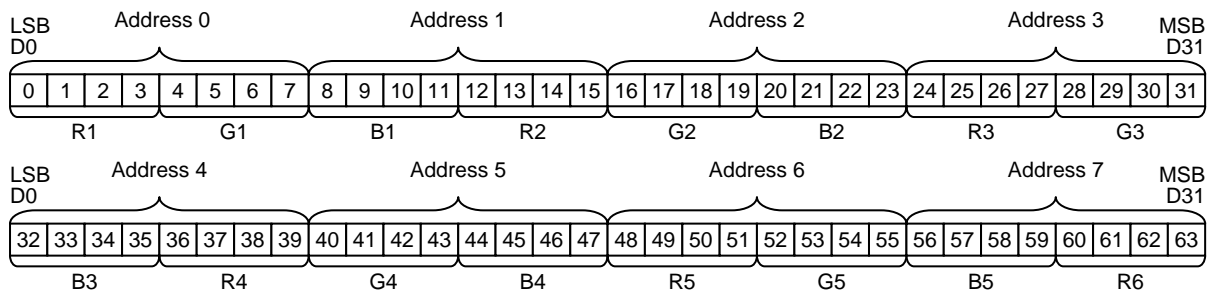 LSB Address 0 Address 1 Address 2 Address 3 MSB
D0 D31
0 1 2 3 4 5 6 7 8 9 10 11 12 13 14 15 16 17 18 19 20 21 22 23 24 25 26 27 28 29 30 31
R1 G1 B1 R2 G2 B2 R3 G3
LSB Address 4 Address 5 Address 6 Address 7 MSB
D0 D31
32 33 34 35 36 37 38 39 40 41 42 43 44 45 46 47 48 49 50 51 52 53 54 55 56 57 58 59 60 61 62 63
B3 R4 G4 B4 R5 G5 B5 R6